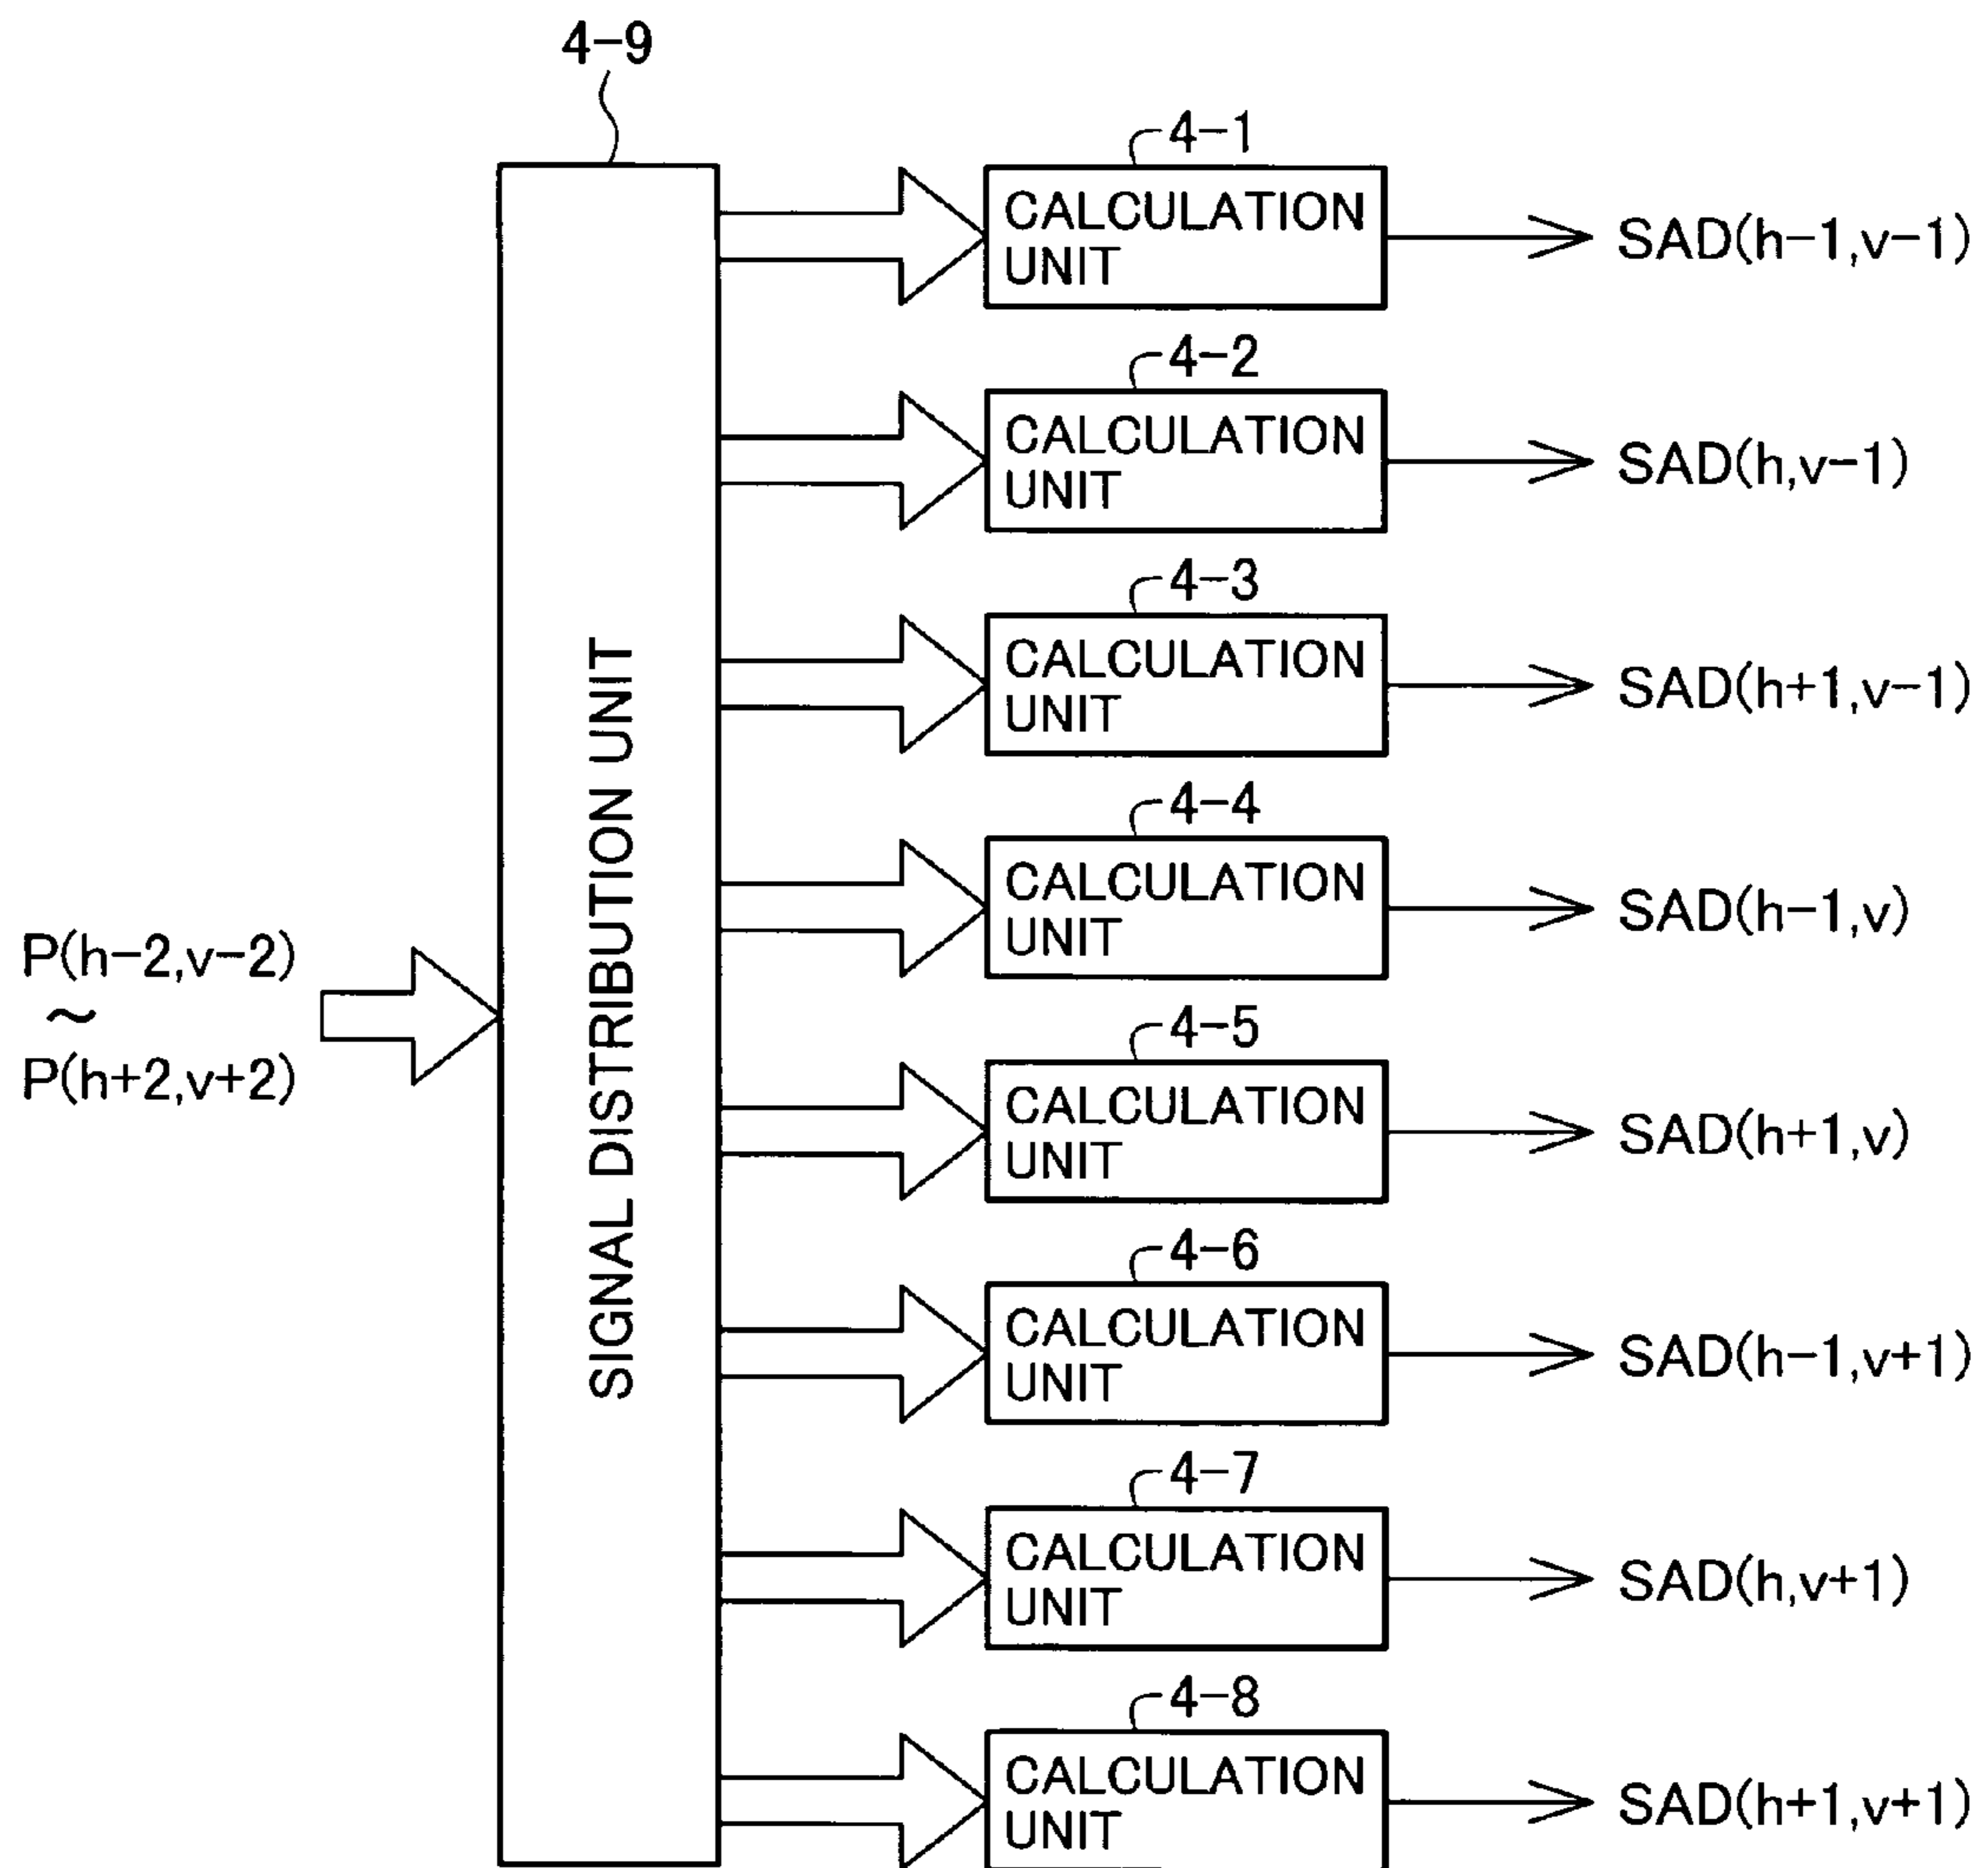 4-9
4-1
CALCULATION
UNIT
SAD(h-1,v-1)
4-2
CALCULATION
UNIT
SAD(h,v-1)
4-3
CALCULATION
UNIT
SAD(h+1,v-1)
4-4
CALCULATION
UNIT
SAD(h-1,v)
SIGNAL DISTRIBUTION UNIT
P(h-2,v-2)
~
P(h+2,v+2)
4-5
CALCULATION
UNIT
SAD(h+1,v)
4-6
CALCULATION
UNIT
SAD(h-1,v+1)
4-7
CALCULATION
UNIT
SAD(h,v+1)
4-8
CALCULATION
UNIT
SAD(h+1,v+1)